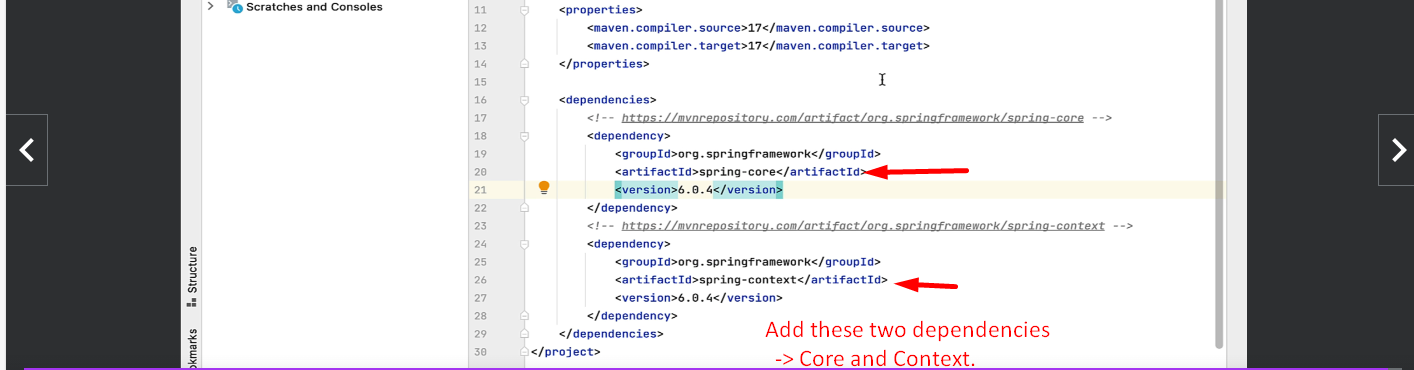 Scratches and Consoles
11 <properties>
12 <maven.compiler.source>17</maven.compiler.source>
13 <maven.compiler.target>17</maven.compiler.target>
14 </properties>
15
16 <dependencies>
17 <!-- https://mvnrepository.com/artifact/org.springframework/spring-core -->
18 <dependency>
19 <groupId>org.springframework</groupId>
20 <artifactId>spring-core</artifactId>
21 <version>6.0.4</version>
22 </dependency>
23 <!-- https://mvnrepository.com/artifact/org.springframework/spring-context -->
24 <dependency>
25 <groupId>org.springframework</groupId>
26 <artifactId>spring-context</artifactId>
27 <version>6.0.4</version>
28 </dependency>
29 </dependencies>
30 </project>
Structure
okmarks
Add these two dependencies
-> Core and Context.